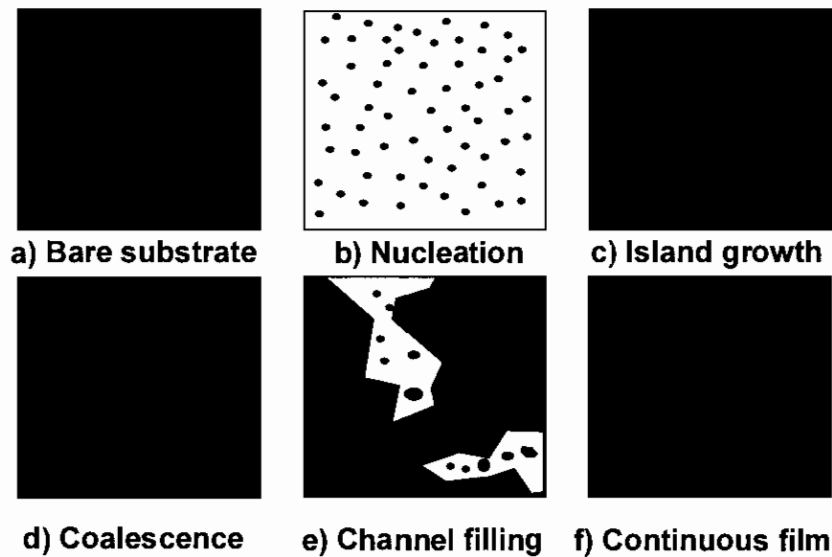 a) Bare substrate
b) Nucleation
c) Island growth
d) Coalescence
e) Channel filling
f) Continuous film